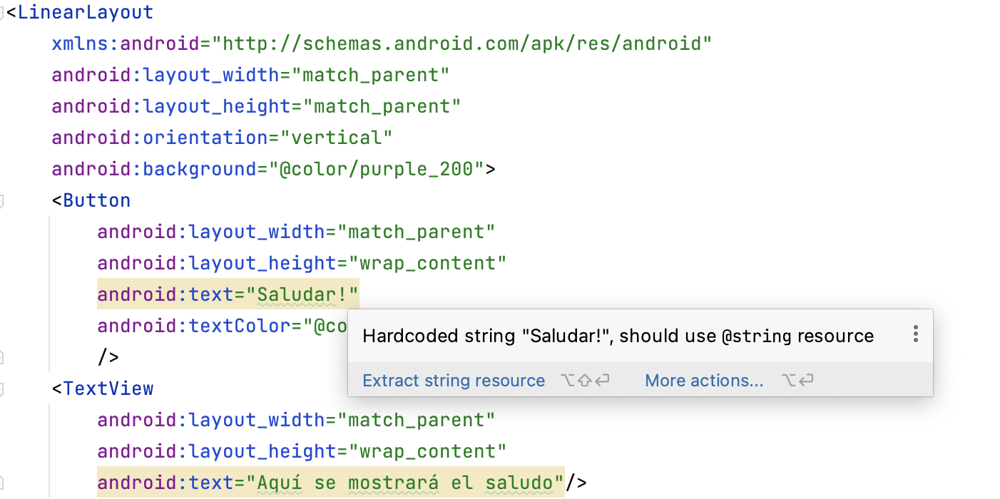 <LinearLayout
xmlns:android="http://schemas.android.com/apk/res/android"
android:layout_width="match_parent"
android:layout_height="match_parent"
android:orientation="vertical"
android:background="@color/purple_200">
<Button
android:layout_width="match_parent"
android:layout_height="wrap_content"
android:text="Saludar!"
android:textColor="@co
Hardcoded string "Saludar!", should use @string resource
/>
Extract string resource ⌥⇧⏎ More actions... ⌥⏎
<TextView
android:layout_width="match_parent"
android:layout_height="wrap_content"
android:text="Aquí se mostrará el saludo"/>